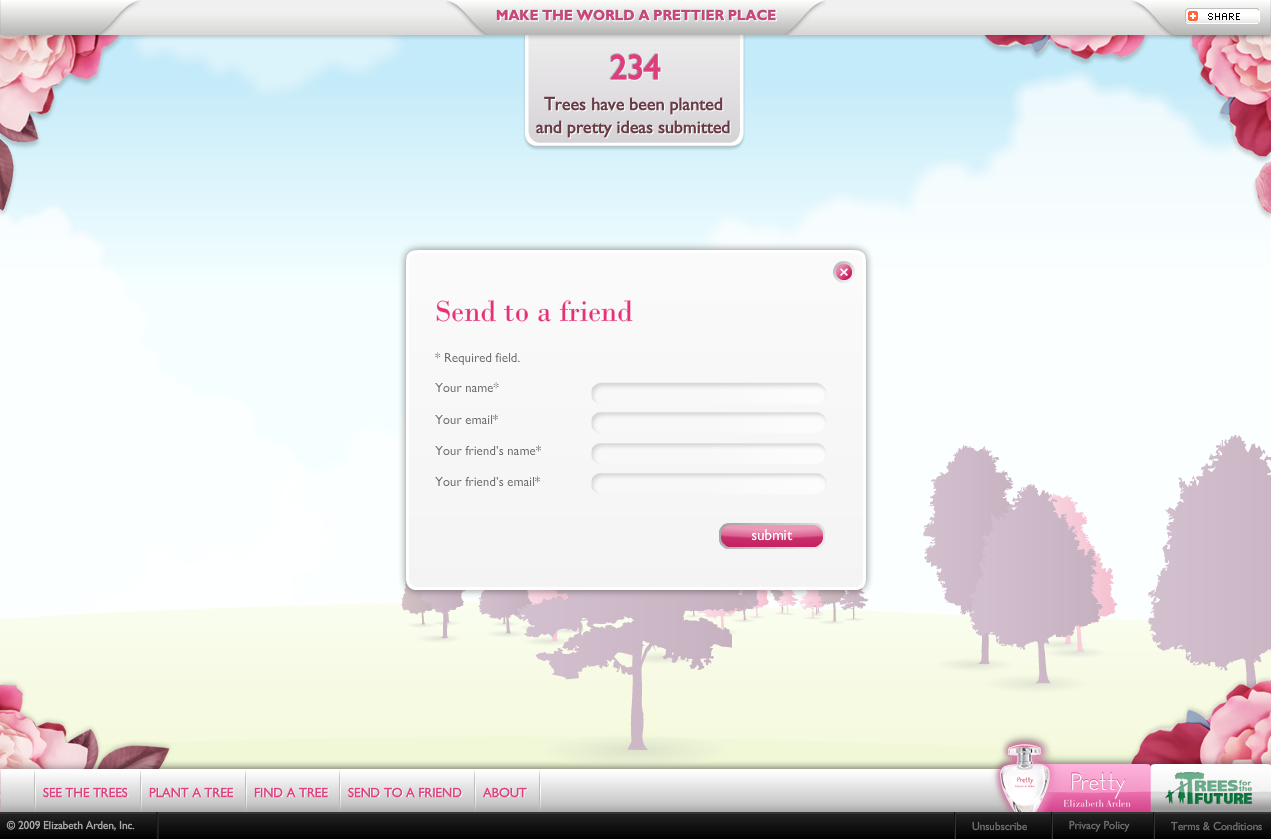 MAKE THE WORLD A PRETTIER PLACE
SHARE
234
Trees have been planted
and pretty ideas submitted
Send to a friend
* Required field.
Your name*
Your email*
Your friend's name*
Your friend's email*
submit
SEE THE TREES
PLANT A TREE
FIND A TREE
SEND TO A FRIEND
ABOUT
Pretty
Pretty
Elizabeth Arden
TREES for the
FUTURE
© 2009 Elizabeth Arden, Inc.
Unsubscribe
Privacy Policy
Terms & Conditions